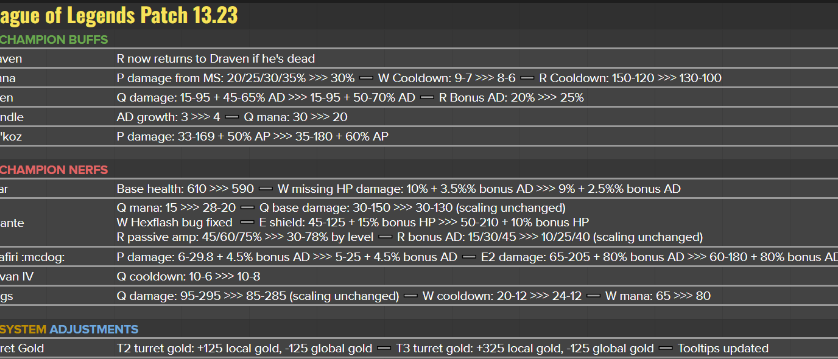 ague of Legends Patch 13.23
CHAMPION BUFFS
ven R now returns to Draven if he's dead
nna P damage from MS: 20/25/30/35% >>> 30% — W Cooldown: 9-7 >>> 8-6 — R Cooldown: 150-120 >>> 130-100
en Q damage: 15-95 + 45-65% AD >>> 15-95 + 50-70% AD — R Bonus AD: 20% >>> 25%
ndle AD growth: 3 >>> 4 — Q mana: 30 >>> 20
'koz P damage: 33-169 + 50% AP >>> 35-180 + 60% AP
CHAMPION NERFS
ar Base health: 610 >>> 590 — W missing HP damage: 10% + 3.5%% bonus AD >>> 9% + 2.5%% bonus AD
Q mana: 15 >>> 28-20 — Q base damage: 30-150 >>> 30-130 (scaling unchanged)
ante W Hexflash bug fixed — E shield: 45-125 + 15% bonus HP >>> 50-210 + 10% bonus HP
R passive amp: 45/60/75% >>> 30-78% by level — R bonus AD: 15/30/45 >>> 10/25/40 (scaling unchanged)
afiri :mcdog: P damage: 6-29.8 + 4.5% bonus AD >>> 5-25 + 4.5% bonus AD — E2 damage: 65-205 + 80% bonus AD >>> 60-180 + 80% bonus AD
van IV Q cooldown: 10-6 >>> 10-8
gs Q damage: 95-295 >>> 85-285 (scaling unchanged) — W cooldown: 20-12 >>> 24-12 — W mana: 65 >>> 80
SYSTEM ADJUSTMENTS
ret Gold T2 turret gold: +125 local gold, -125 global gold — T3 turret gold: +325 local gold, -125 global gold — Tooltips updated